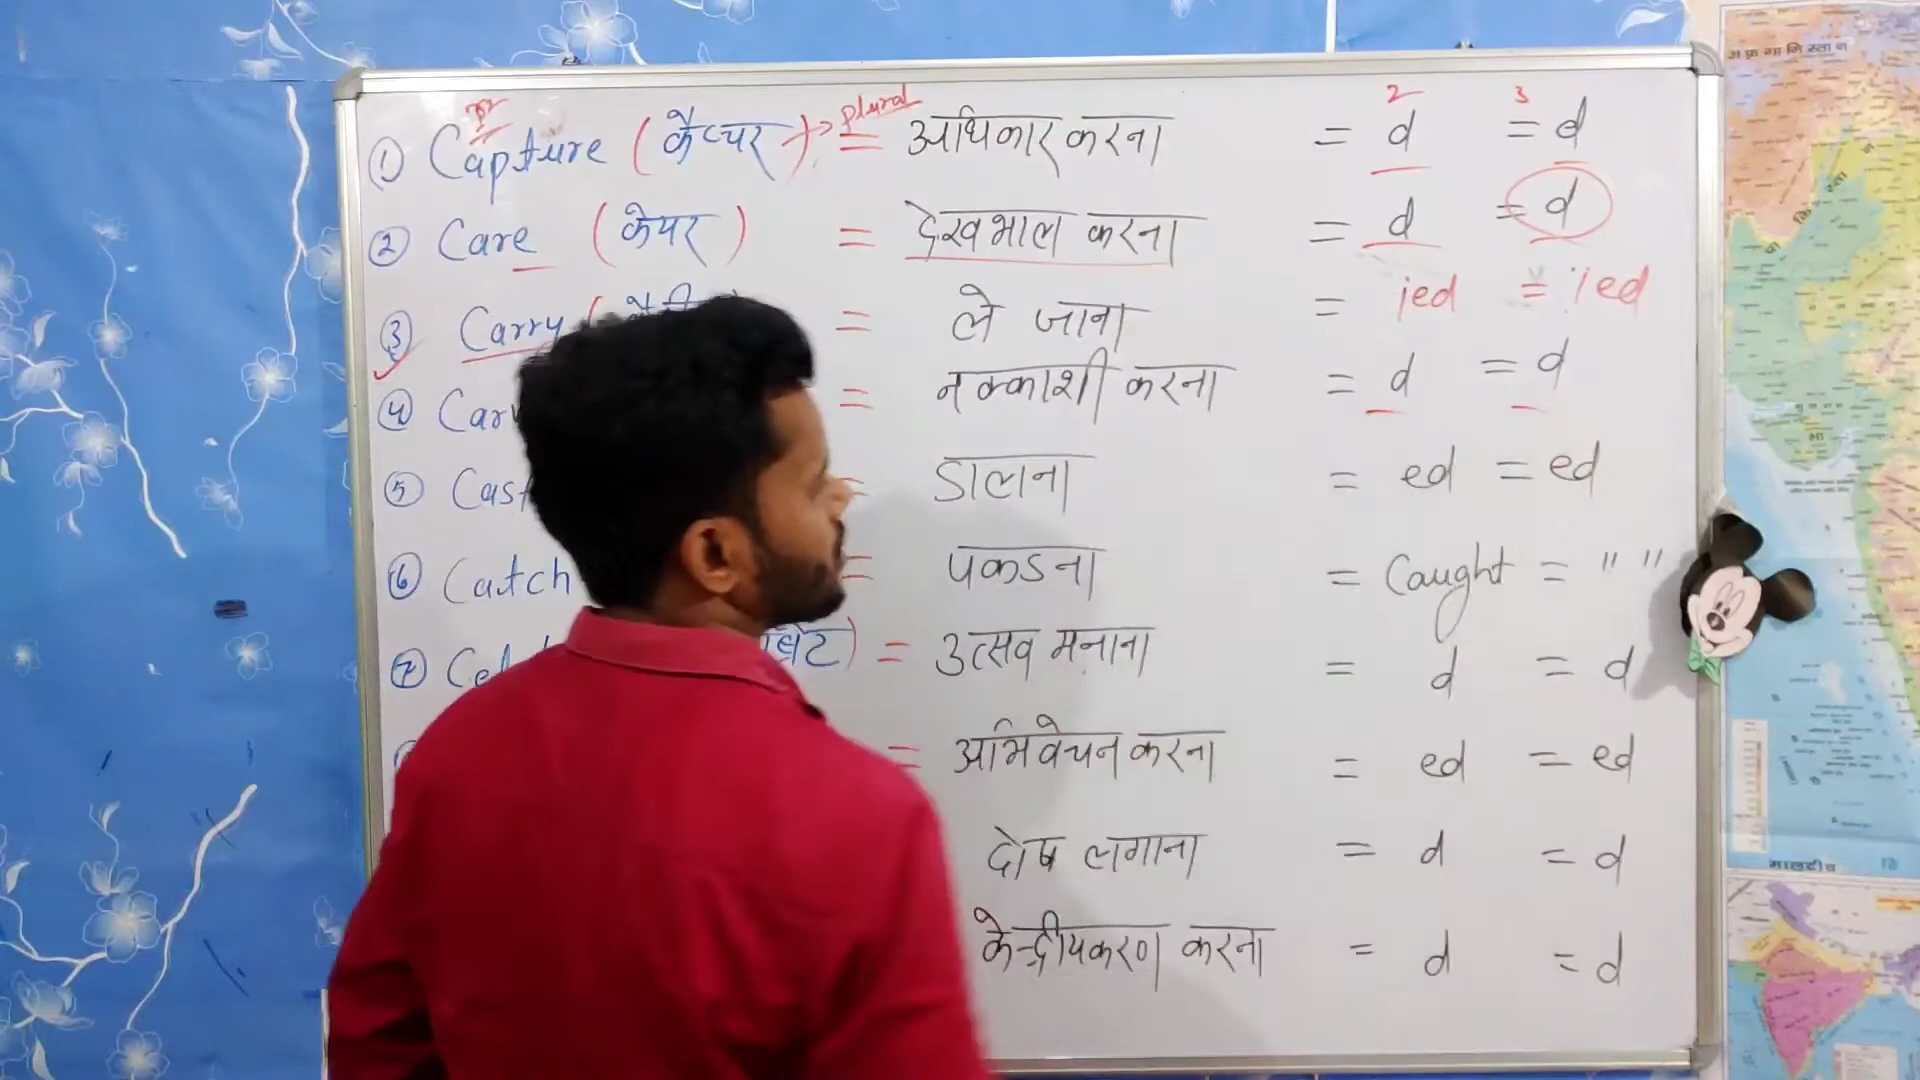 2 3
① Capture (कैप्चर) → plural = अधिकार करना = d = d
② Care (केयर) = देखभाल करना = d = d
③ Carry ( = ले जाना = ied = ied
④ Car = नक्काशी करना = d = d
⑤ Cast = डालना = ed = ed
⑥ Catch = पकडना = Caught = " "
⑦ Cel ब्रेट) = उत्सव मनाना = d = d
= अभिवेचन करना = ed = ed
दोष लगाना = d = d
केन्द्रीयकरण करना = d = d
मालदीव